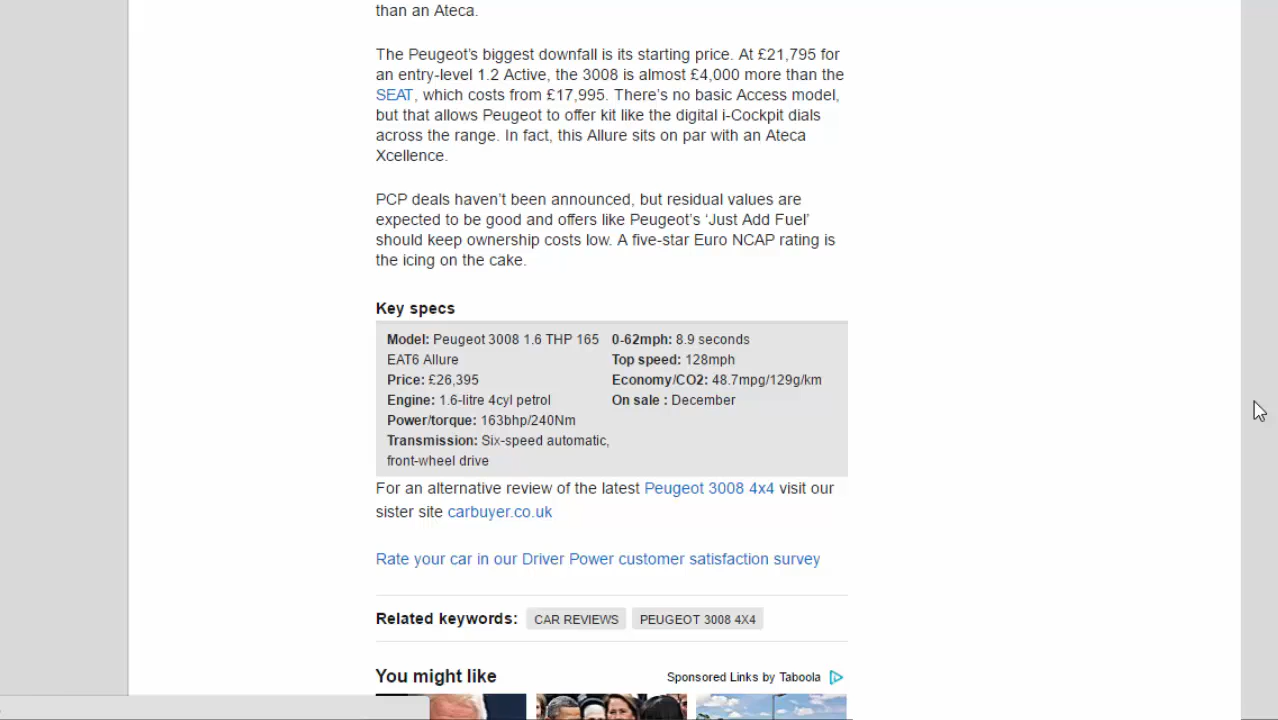 than an Ateca.
The Peugeot's biggest downfall is its starting price. At £21,795 for
an entry-level 1.2 Active, the 3008 is almost £4,000 more than the
SEAT, which costs from £17,995. There's no basic Access model,
but that allows Peugeot to offer kit like the digital i-Cockpit dials
across the range. In fact, this Allure sits on par with an Ateca
Xcellence.
PCP deals haven't been announced, but residual values are
expected to be good and offers like Peugeot's ‘Just Add Fuel’
should keep ownership costs low. A five-star Euro NCAP rating is
the icing on the cake.
Key specs
Model: Peugeot 3008 1.6 THP 165
EAT6 Allure
Price: £26,395
Engine: 1.6-litre 4cyl petrol
Power/torque: 163bhp/240Nm
Transmission: Six-speed automatic,
front-wheel drive
0-62mph: 8.9 seconds
Top speed: 128mph
Economy/CO2: 48.7mpg/129g/km
On sale : December
For an alternative review of the latest Peugeot 3008 4x4 visit our
sister site carbuyer.co.uk
Rate your car in our Driver Power customer satisfaction survey
Related keywords: CAR REVIEWS PEUGEOT 3008 4X4
You might like Sponsored Links by Taboola